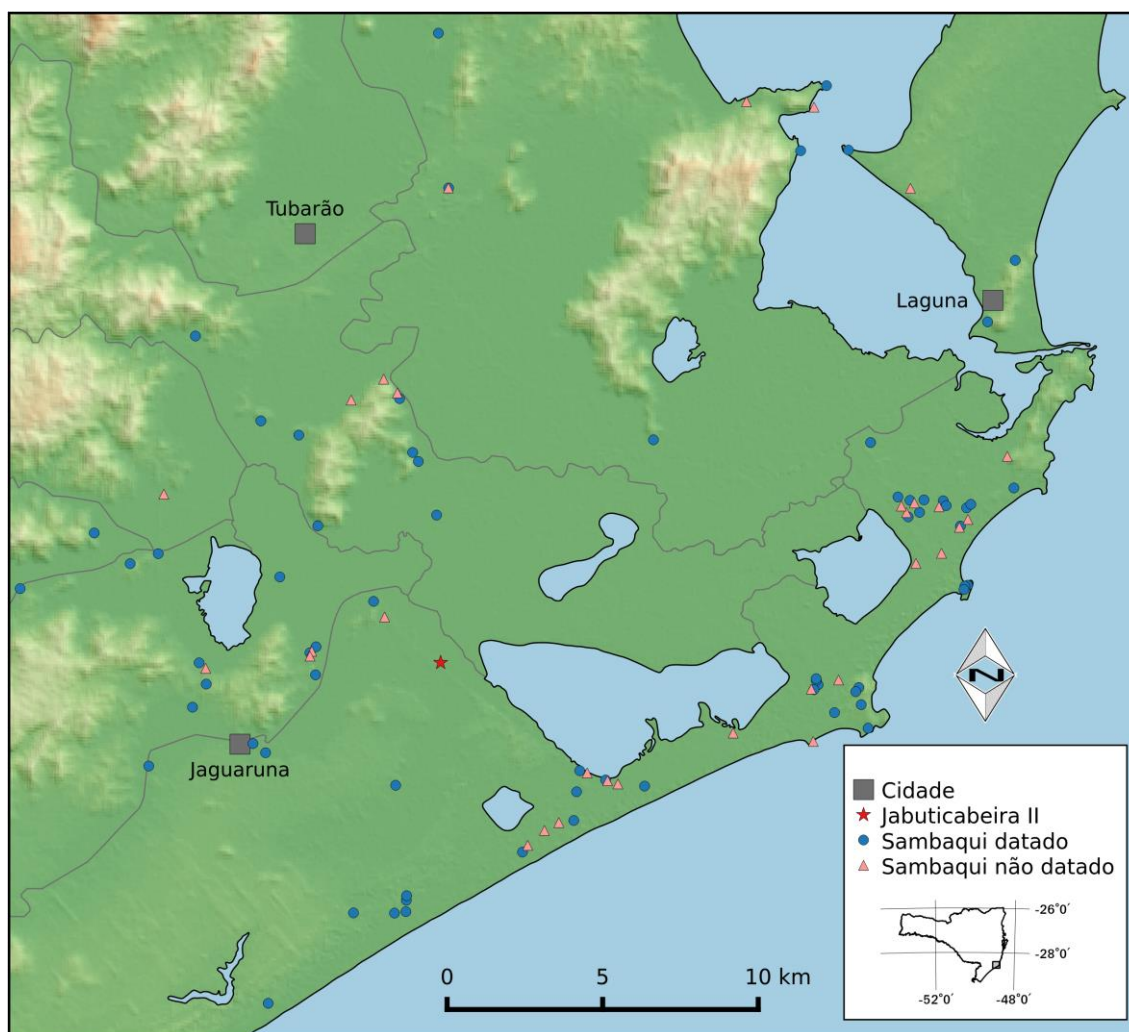 Tubarão
Laguna
Jaguaruna
N
Cidade
Jabuticabeira II
Sambaqui datado
Sambaqui não datado
-26°0´
-28°0´
-52°0´
-48°0´
0
5
10 km